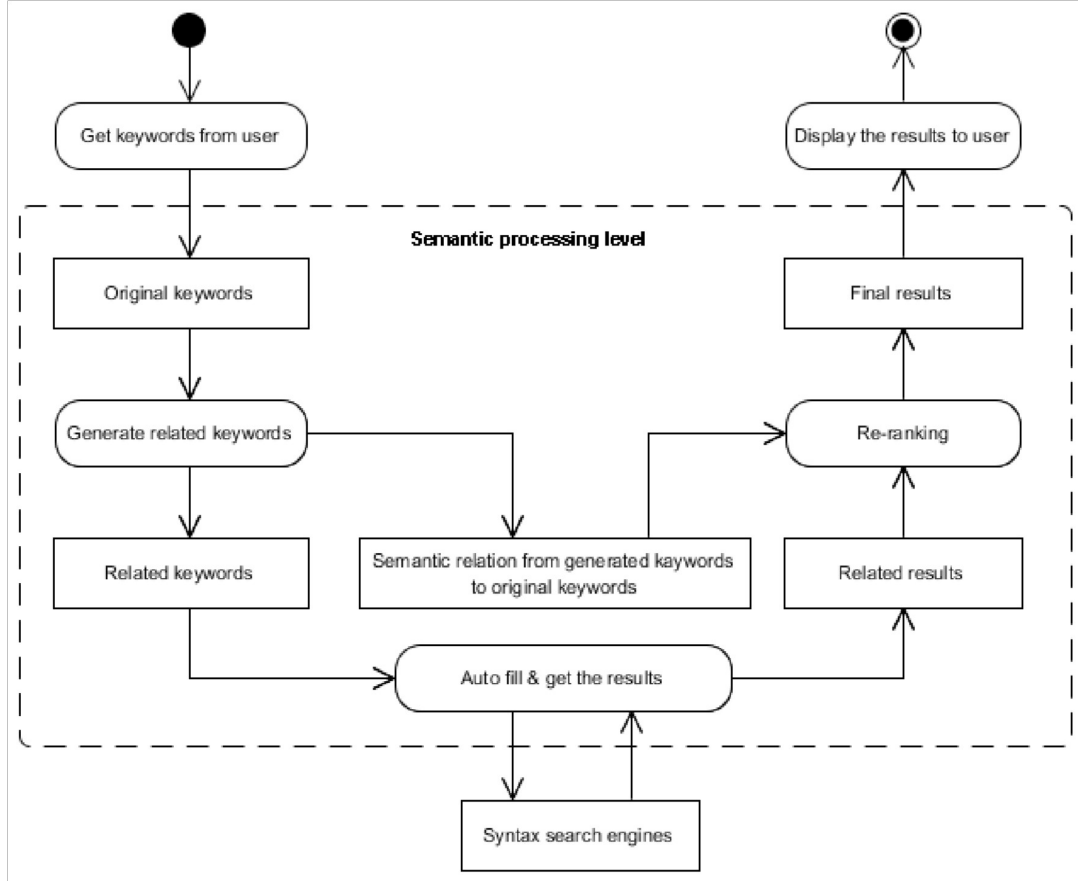 Get keywords from user
Display the results to user
Semantic processing level
Original keywords
Final results
Generate related keywords
Re-ranking
Related keywords
Semantic relation from generated kaywords
to original keywords
Related results
Auto fill & get the results
Syntax search engines